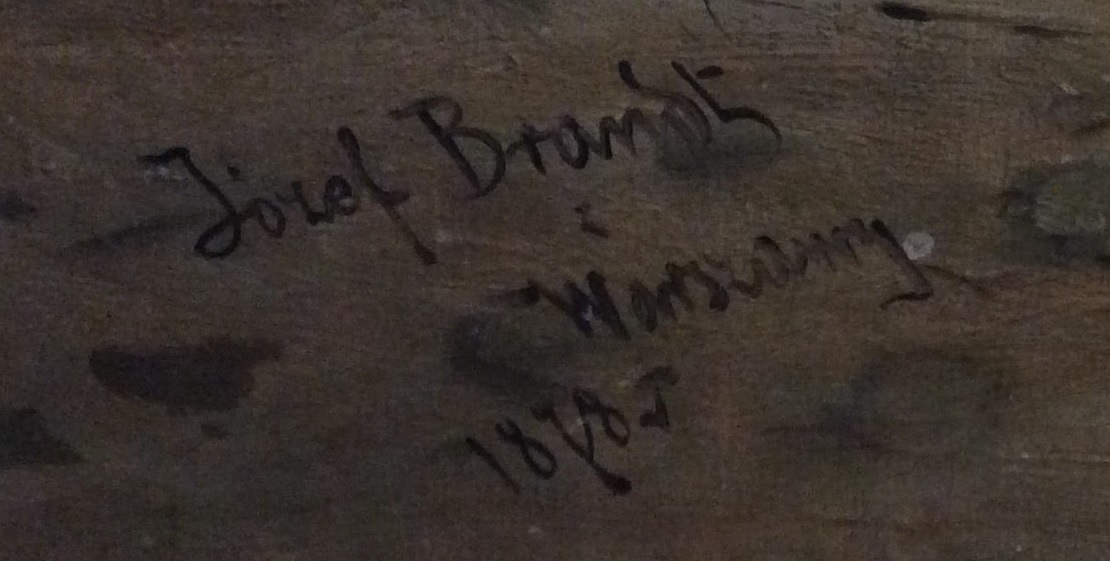 Józef Brandt
z
Warszawy
1878 r